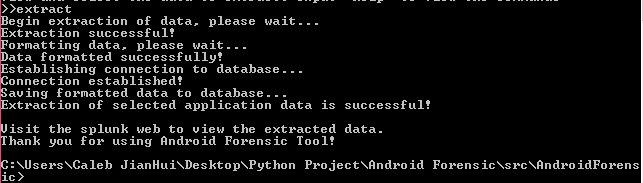 >>extract
Begin extraction of data, please wait...
Extraction successful!
Formatting data, please wait...
Data formatted successfully!
Establishing connection to database...
Connection established!
Saving formatted data to database...
Extraction of selected application data is successful!
Visit the splunk web to view the extracted data.
Thank you for using Android Forensic Tool!
C:\Users\Caleb JianHui\Desktop\Python Project\Android Forensic\src\AndroidForens
ic>